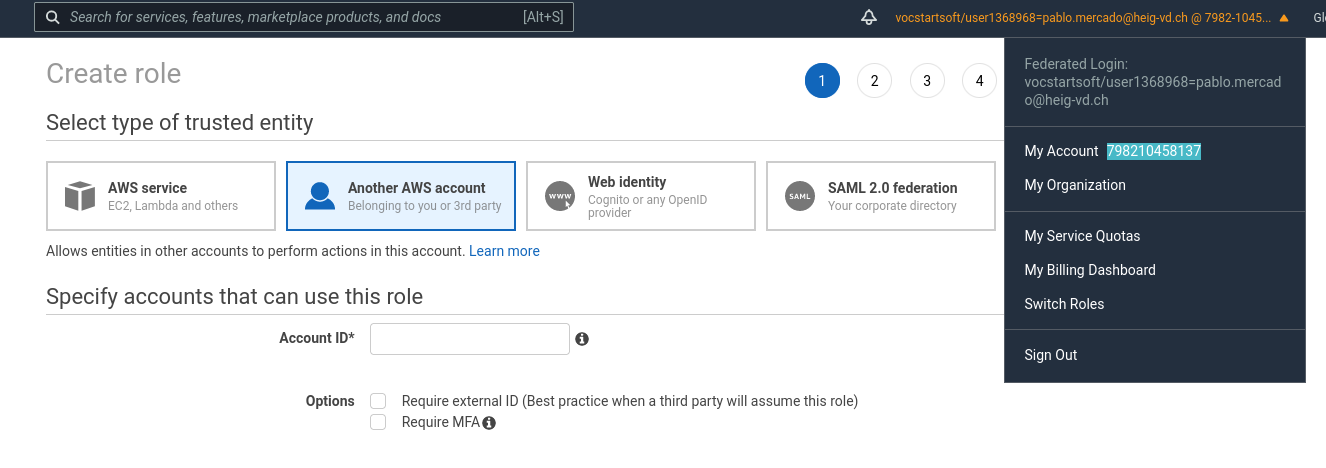 Search for services, features, marketplace products, and docs [Alt+S]
vocstartsoft/user1368968=pablo.mercado@heig-vd.ch @ 7982-1045...
Create role
1 2 3 4
Select type of trusted entity
AWS service
EC2, Lambda and others
Another AWS account
Belonging to you or 3rd party
Web identity
Cognito or any OpenID
provider
SAML 2.0 federation
Your corporate directory
Allows entities in other accounts to perform actions in this account. Learn more
Specify accounts that can use this role
Account ID*
Options
Require external ID (Best practice when a third party will assume this role)
Require MFA
Federated Login:
vocstartsoft/user1368968=pablo.mercad
o@heig-vd.ch
My Account 798210458137
My Organization
My Service Quotas
My Billing Dashboard
Switch Roles
Sign Out
WWW
SAML